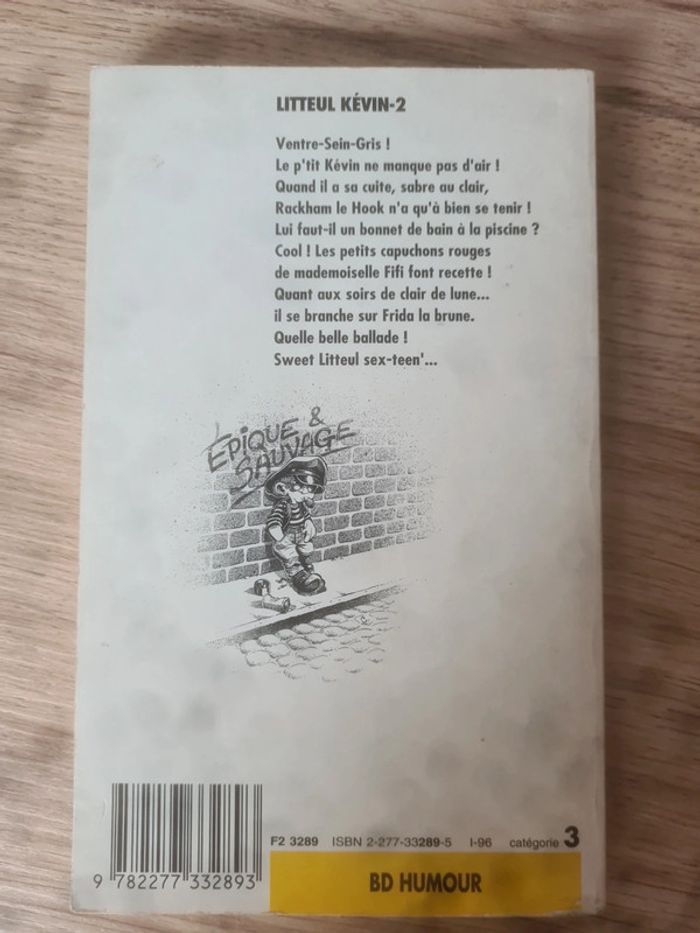 LITTEUL KÉVIN-2
Ventre-Sein-Gris !
Le p'tit Kévin ne manque pas d'air !
Quand il a sa cuite, sabre au clair,
Rackham le Hook n'a qu'à bien se tenir !
Lui faut-il un bonnet de bain à la piscine ?
Cool ! Les petits capuchons rouges
de mademoiselle Fifi font recette !
Quant aux soirs de clair de lune...
il se branche sur Frida la brune.
Quelle belle ballade !
Sweet Litteul sex-teen'...
ÉPIQUE &
SAUVAGE
F2 3289 ISBN 2-277-33289-5 I-96 catégorie 3
9 782277 332893
BD HUMOUR